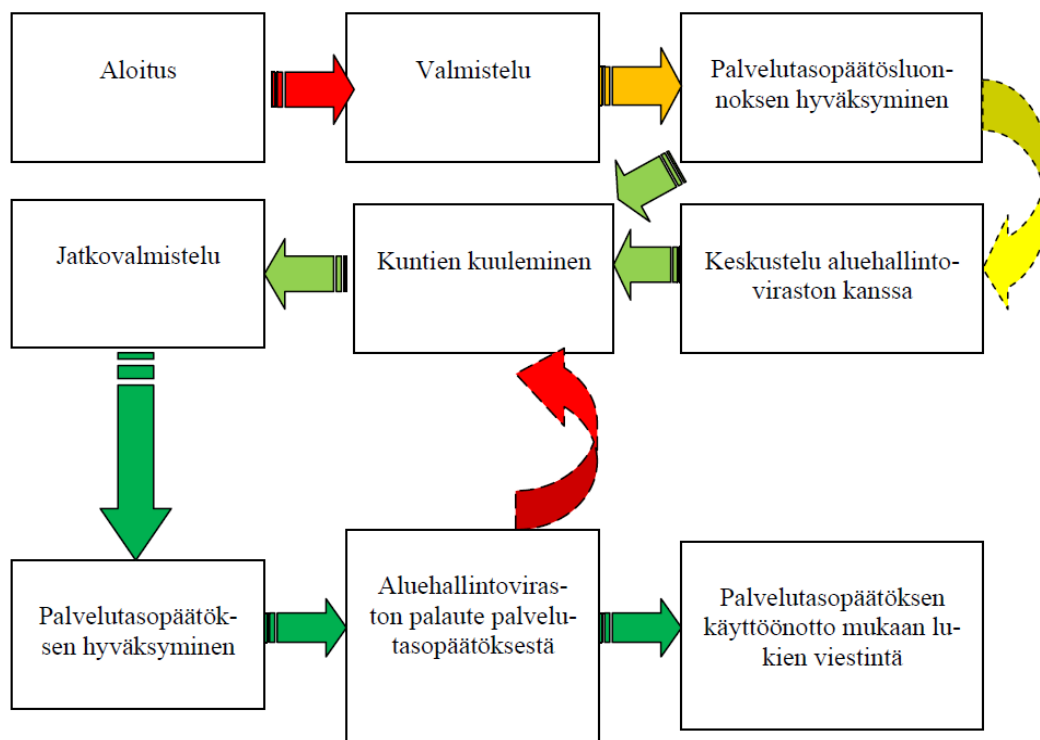 Aloitus
Valmistelu
Palvelutasopäätösluon-
noksen hyväksyminen
Jatkovalmistelu
Kuntien kuuleminen
Keskustelu aluehallinto-
viraston kanssa
Palvelutasopäätök-
sen hyväksyminen
Aluehallintoviras-
ton palaute palvelu-
tasopäätöksestä
Palvelutasopäätöksen
käyttöönotto mukaan lu-
kien viestintä